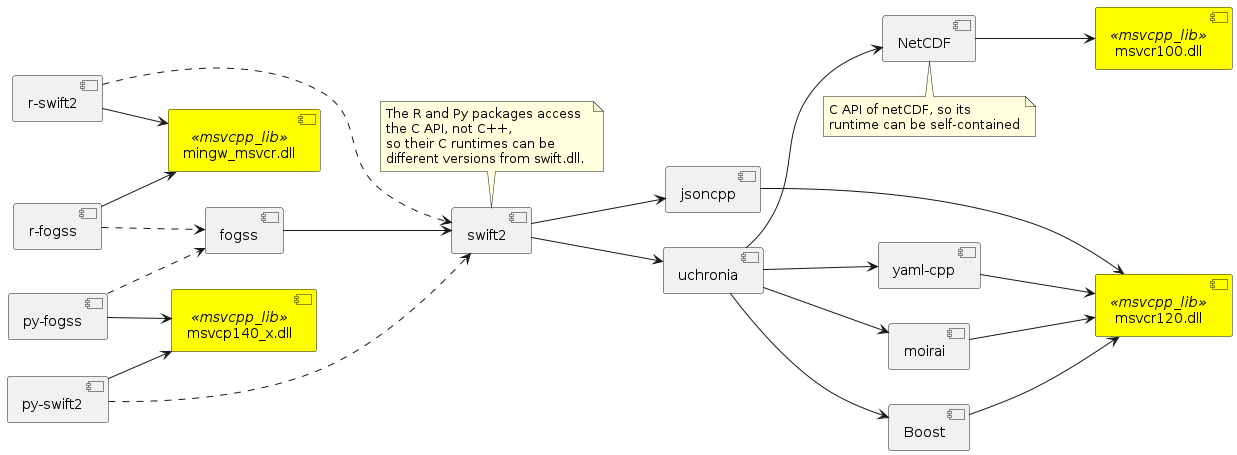 r-swift2
«msvcpp_lib»
mingw_msvcr.dll
r-fogss
fogss
py-fogss
«msvcpp_lib»
msvcp140_x.dll
py-swift2
The R and Py packages access
the C API, not C++,
so their C runtimes can be
different versions from swift.dll.
swift2
jsoncpp
uchronia
NetCDF
C API of netCDF, so its
runtime can be self-contained
yaml-cpp
moirai
Boost
«msvcpp_lib»
msvcr100.dll
«msvcpp_lib»
msvcr120.dll